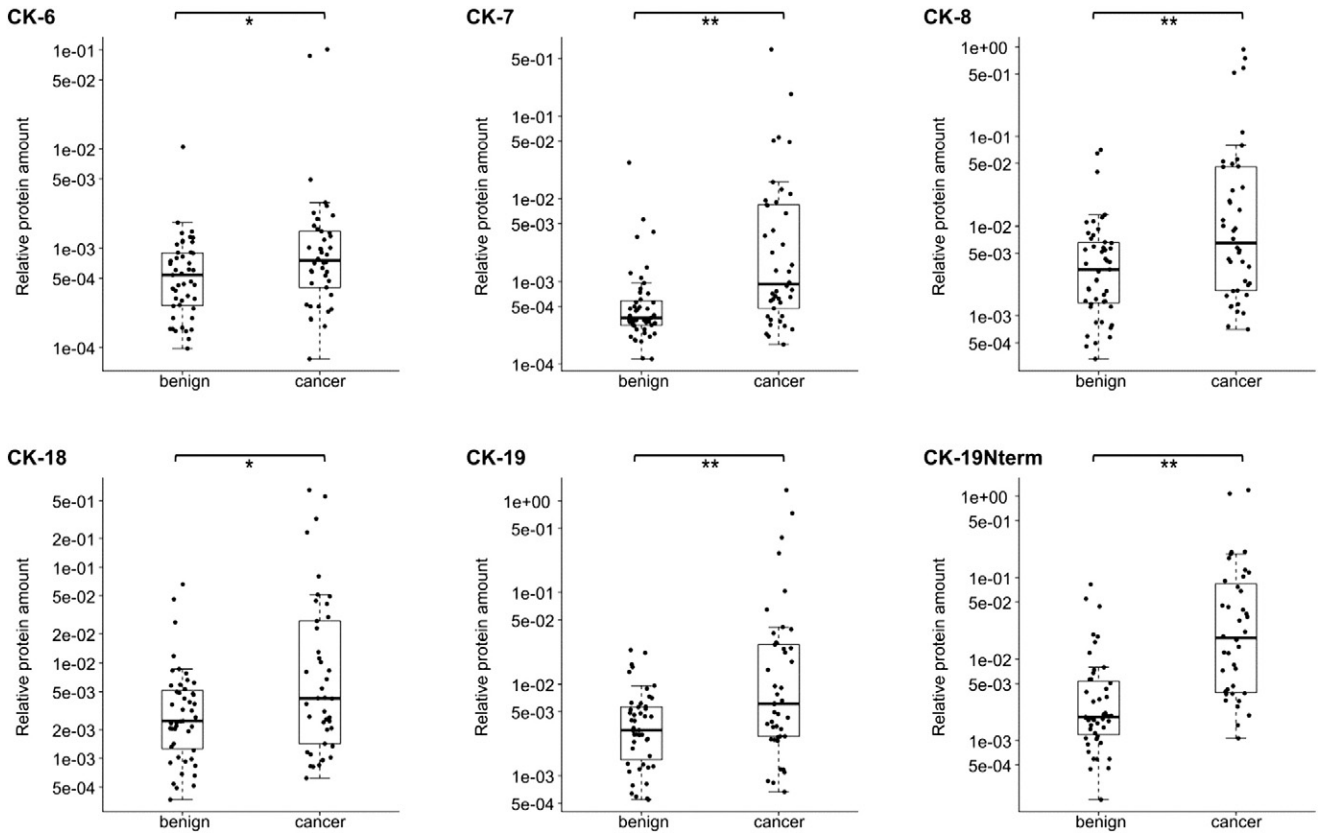 CK-6
*
Relative protein amount
1e-01
5e-02
1e-02
5e-03
1e-03
5e-04
1e-04
benign cancer
CK-7
**
Relative protein amount
5e-01
1e-01
5e-02
1e-02
5e-03
1e-03
5e-04
1e-04
benign cancer
CK-8
**
Relative protein amount
1e+00
5e-01
1e-01
5e-02
1e-02
5e-03
1e-03
5e-04
benign cancer
CK-18
*
Relative protein amount
5e-01
2e-01
1e-01
5e-02
2e-02
1e-02
5e-03
2e-03
1e-03
5e-04
benign cancer
CK-19
**
Relative protein amount
1e+00
5e-01
1e-01
5e-02
1e-02
5e-03
1e-03
5e-04
benign cancer
CK-19Nterm
**
Relative protein amount
1e+00
5e-01
1e-01
5e-02
1e-02
5e-03
1e-03
5e-04
benign cancer